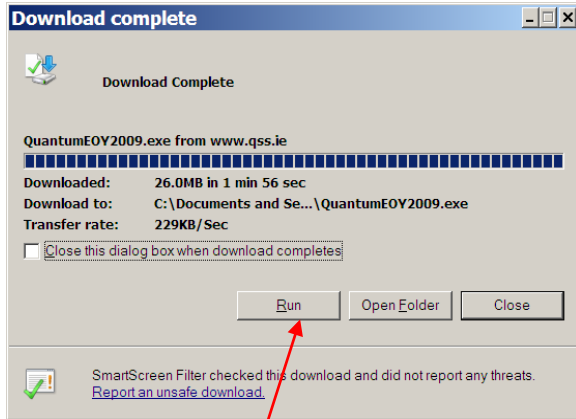 Download complete
Download Complete
QuantumEOY2009.exe from www.qss.ie
Downloaded: 26.0MB in 1 min 56 sec
Download to: C:\Documents and Se...\QuantumEOY2009.exe
Transfer rate: 229KB/Sec
Close this dialog box when download completes
Run Open Folder Close
SmartScreen Filter checked this download and did not report any threats.
Report an unsafe download.